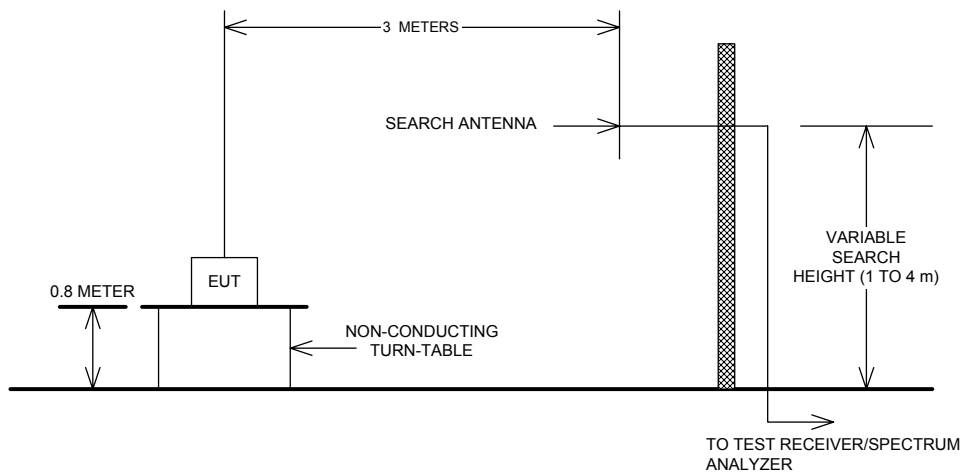 3 METERS
SEARCH ANTENNA
VARIABLE
SEARCH
HEIGHT (1 TO 4 m)
EUT
0.8 METER
NON-CONDUCTING
TURN-TABLE
TO TEST RECEIVER/SPECTRUM
ANALYZER